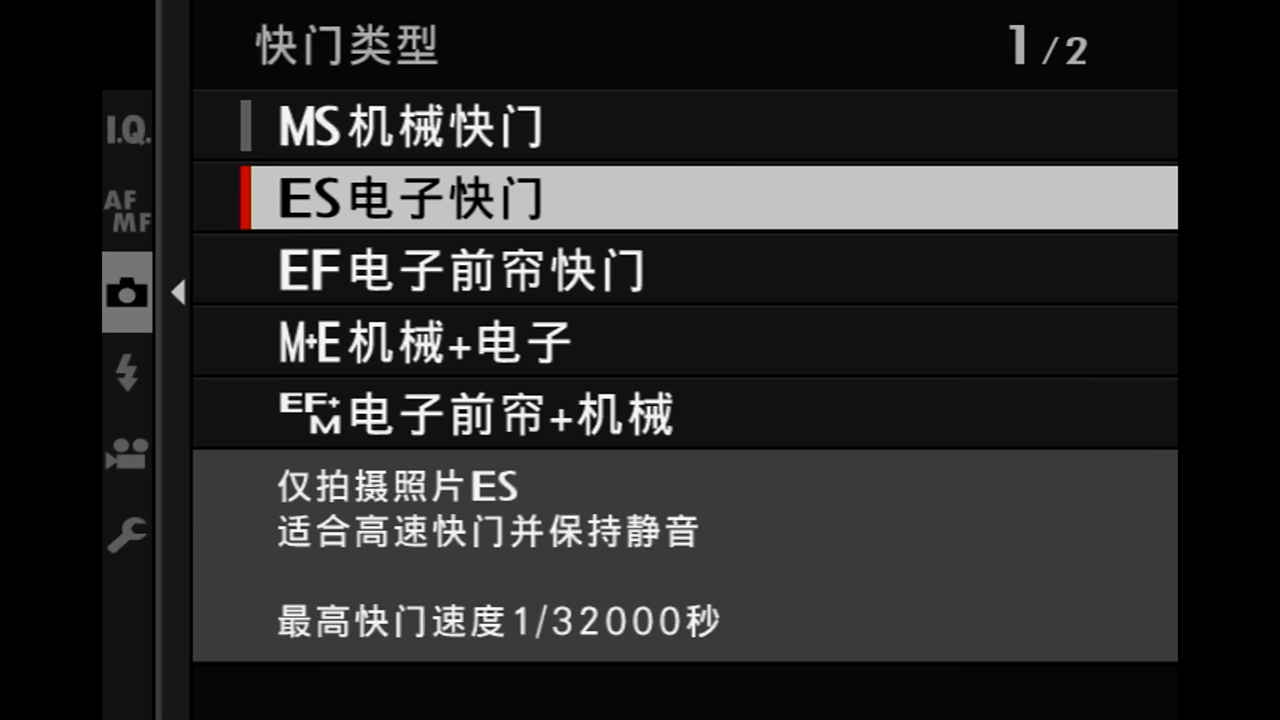 快门类型
1/2
I.Q.
AF
MF
MS机械快门
ES电子快门
EF电子前帘快门
M+E机械+电子
EF+M电子前帘+机械
仅拍摄照片ES
适合高速快门并保持静音
最高快门速度1/32000秒